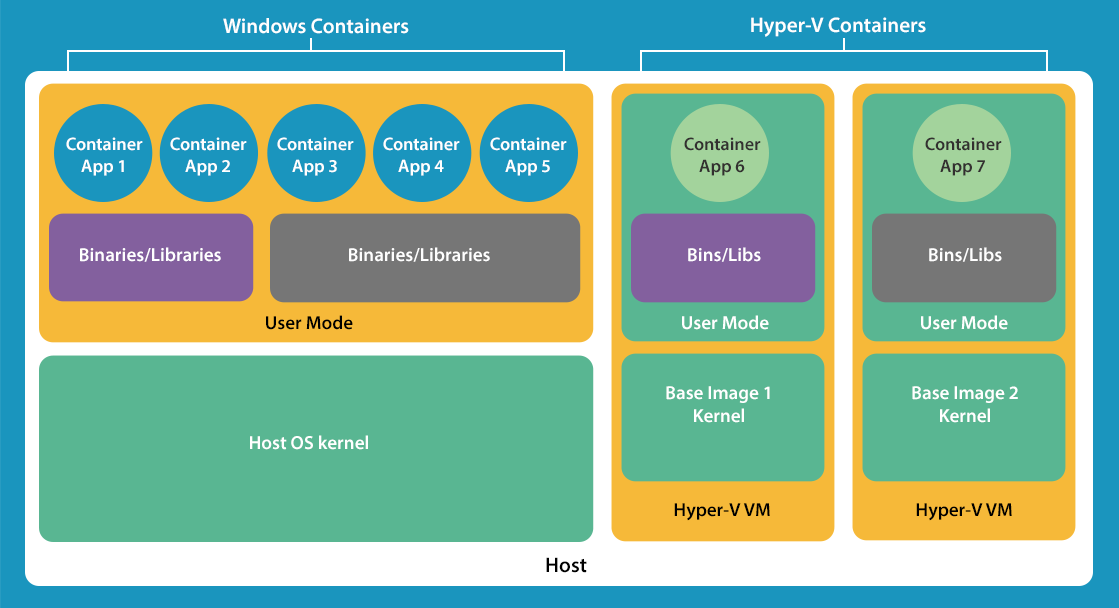 Windows Containers
Hyper-V Containers
Container
App 1
Container
App 2
Container
App 3
Container
App 4
Container
App 5
Binaries/Libraries
Binaries/Libraries
User Mode
Host OS kernel
Container
App 6
Bins/Libs
User Mode
Base Image 1
Kernel
Hyper-V VM
Container
App 7
Bins/Libs
User Mode
Base Image 2
Kernel
Hyper-V VM
Host